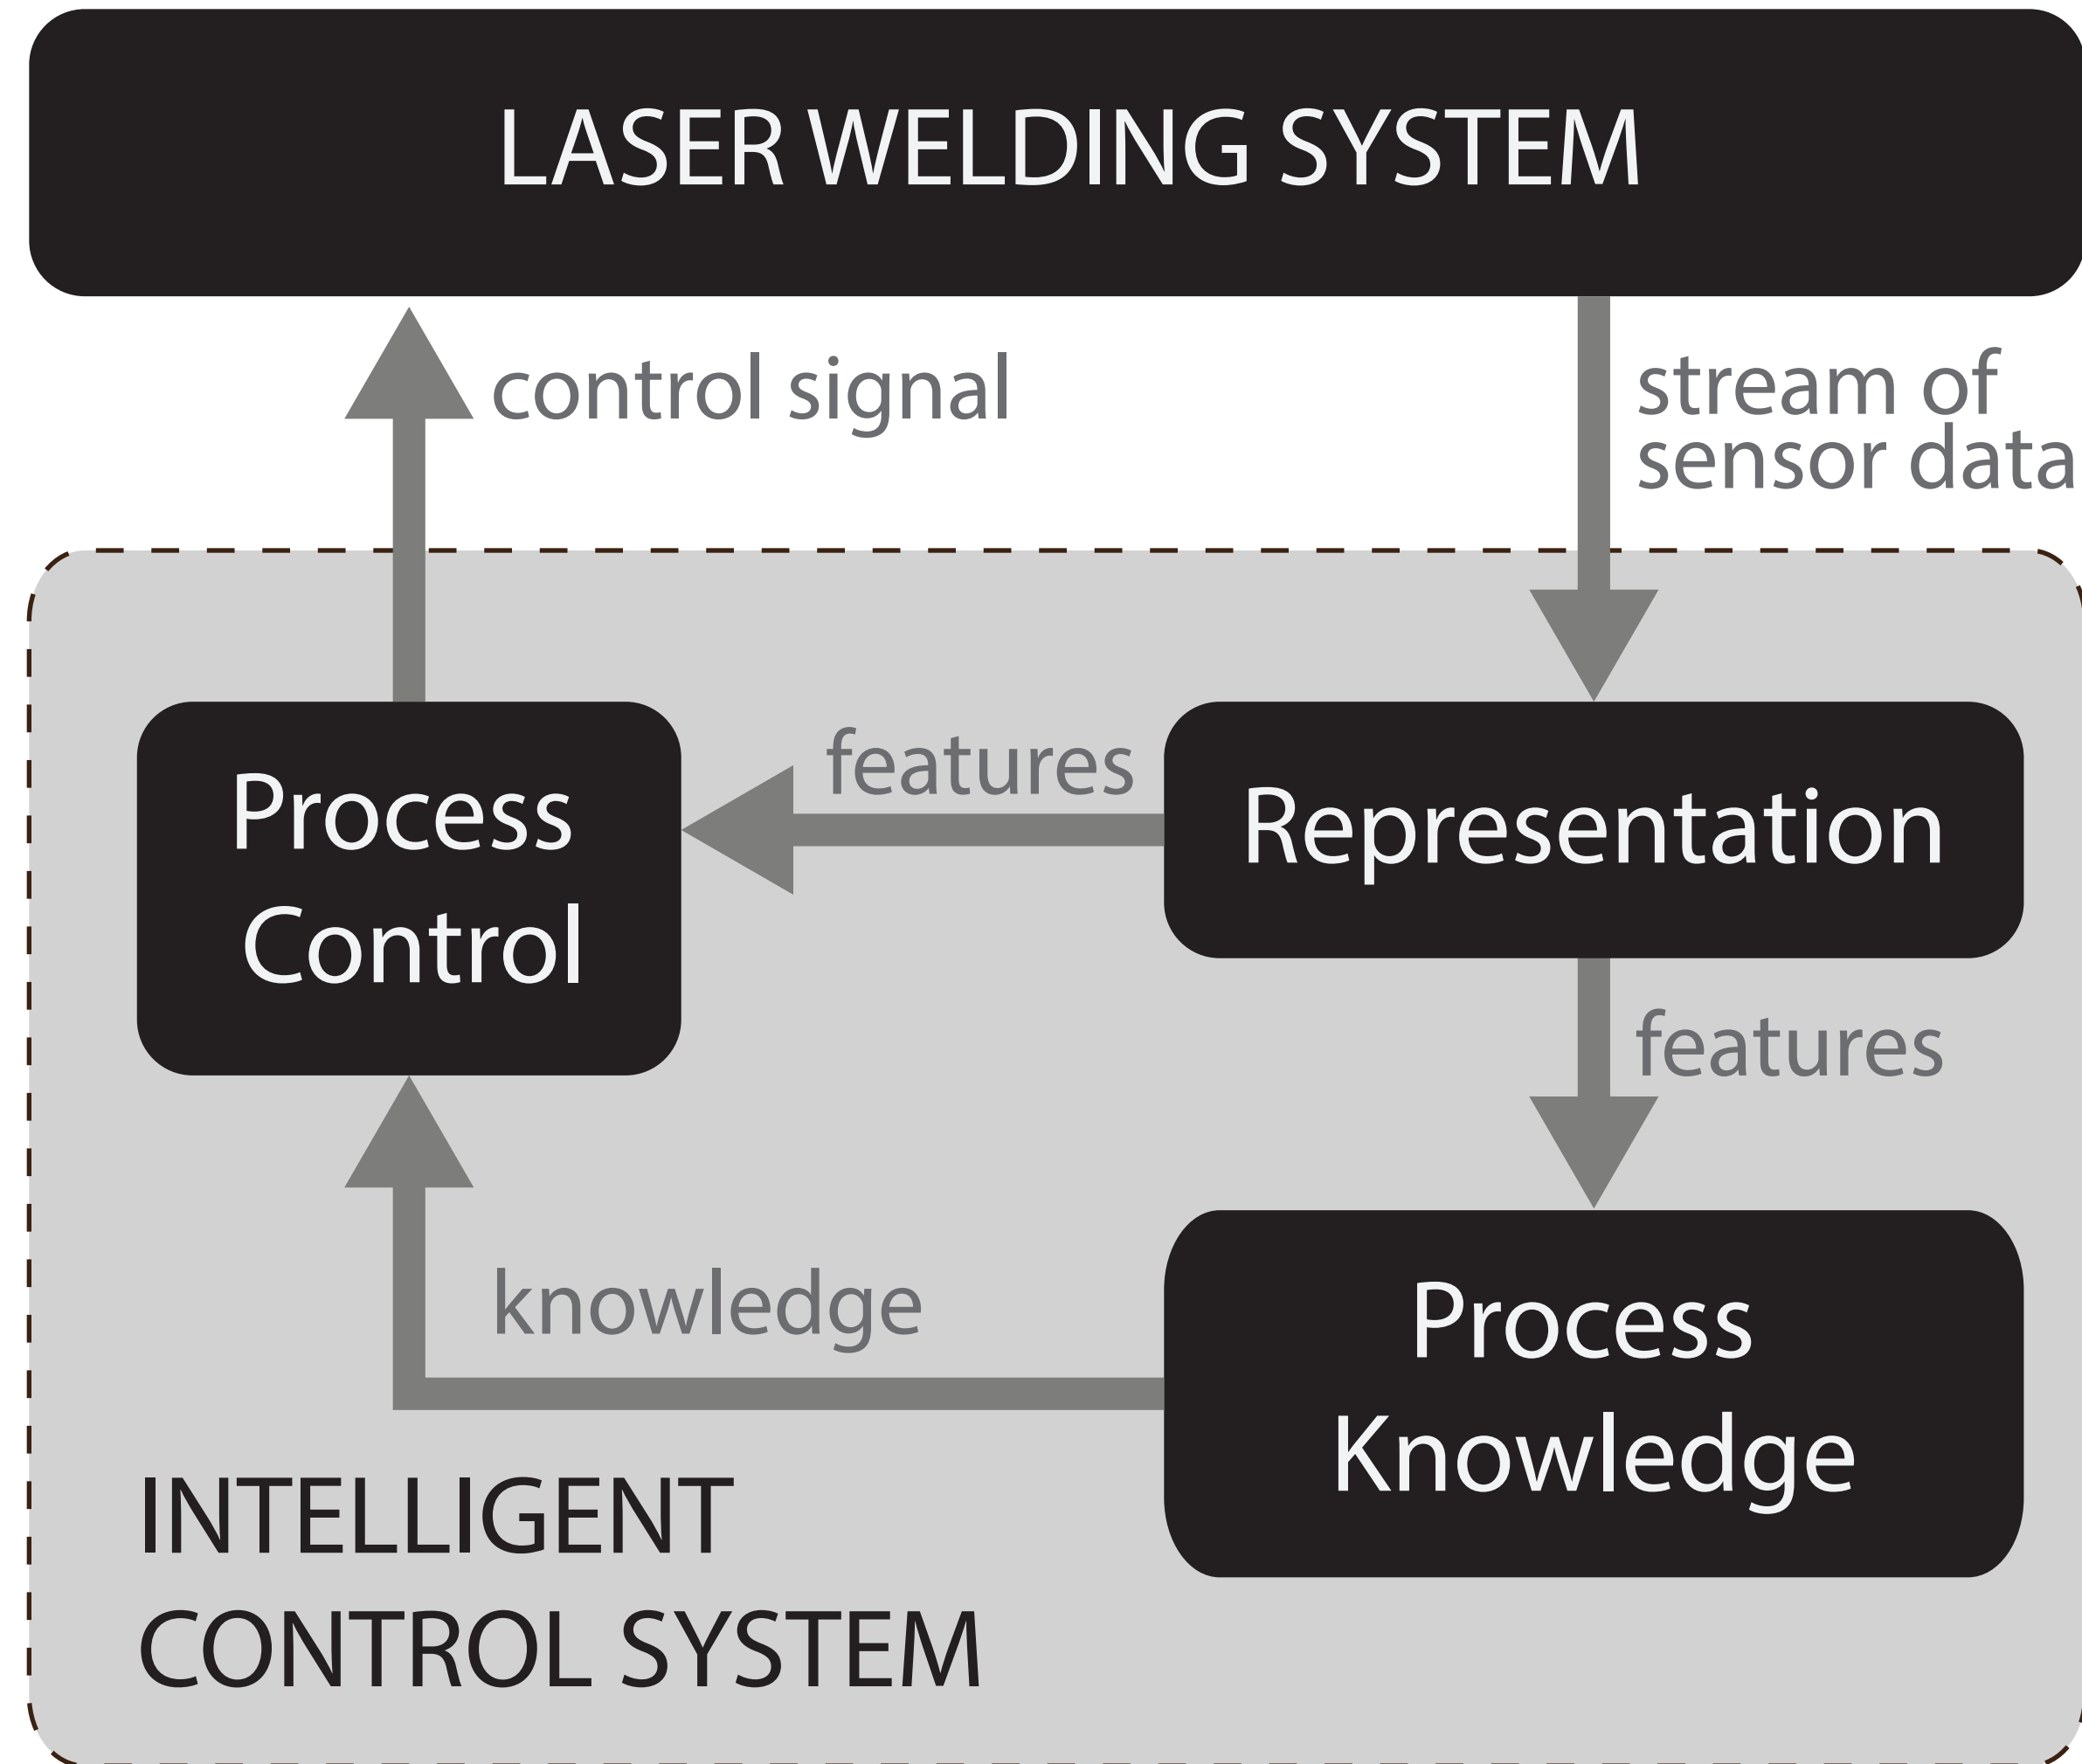 LASER WELDING SYSTEM
control signal
stream of
sensor data
features
Process
Control
Representation
features
knowledge
Process
Knowledge
INTELLIGENT
CONTROL SYSTEM